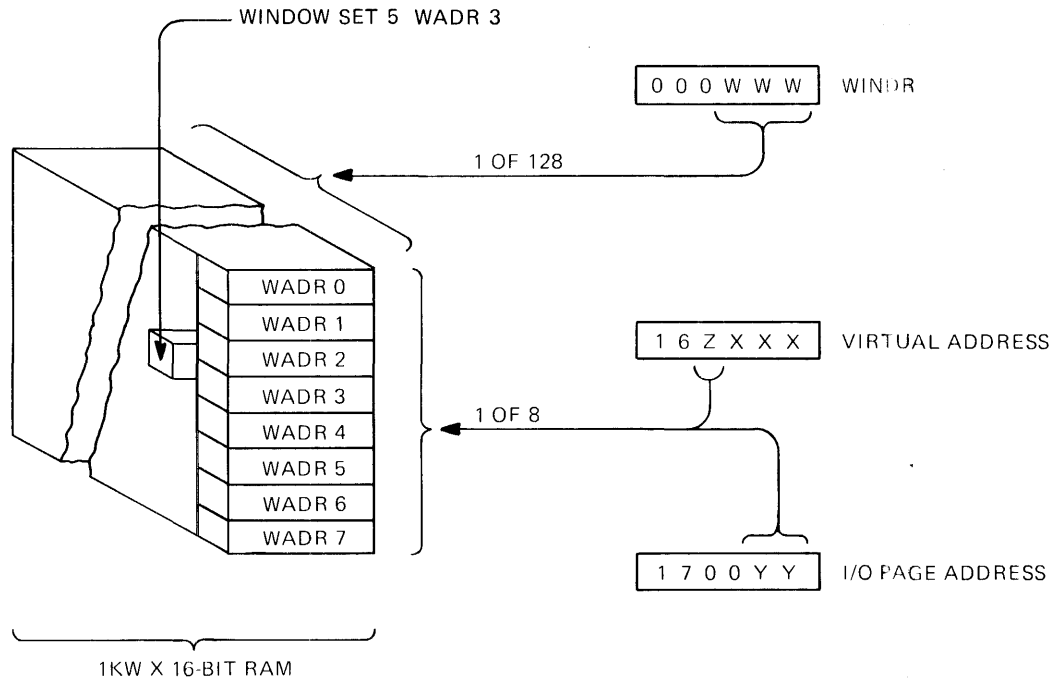 WINDOW SET 5 WADR 3
0 0 0 W W W WINDR
1 OF 128
WADR 0
WADR 1
WADR 2
WADR 3
WADR 4
WADR 5
WADR 6
WADR 7
1 6 Z X X X VIRTUAL ADDRESS
1 OF 8
1 7 0 0 Y Y I/O PAGE ADDRESS
1KW X 16-BIT RAM